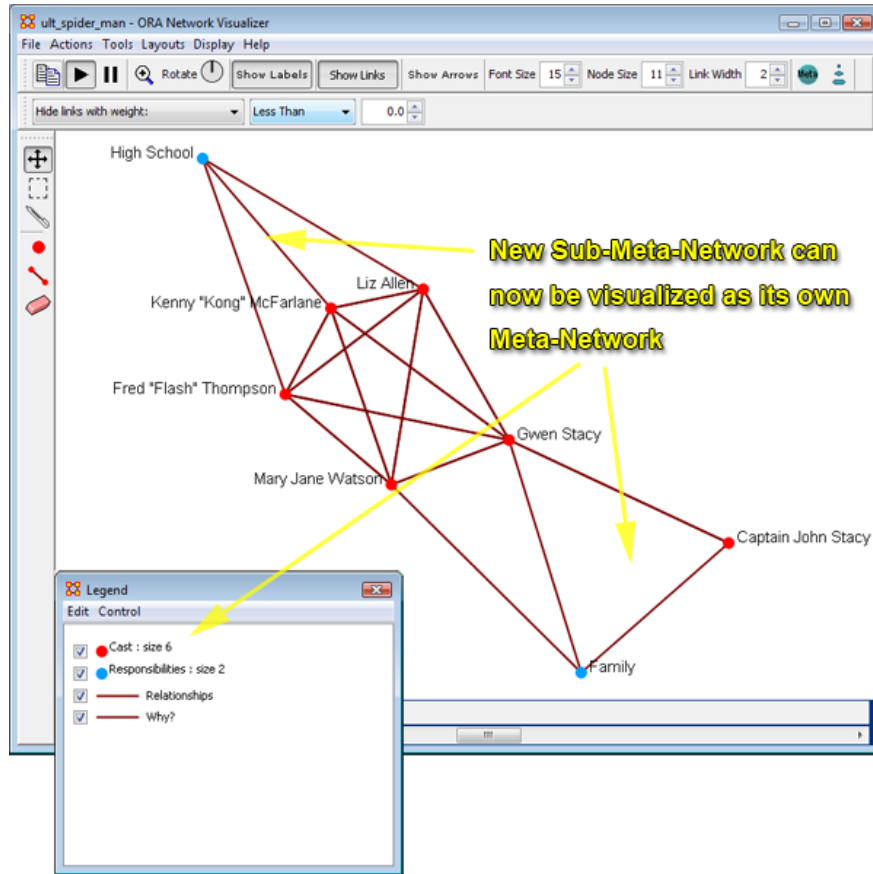 ult_spider_man - ORA Network Visualizer
File Actions Tools Layouts Display Help
Rotate Show Labels Show Links Show Arrows Font Size 15 Node Size 11 Link Width 2 Meta
Hide links with weight: Less Than 0.0
High School
Liz Allen
Kenny "Kong" McFarlane
New Sub-Meta-Network can
now be visualized as its own
Meta-Network
Fred "Flash" Thompson
Gwen Stacy
Mary Jane Watson
Captain John Stacy
Family
Legend
Edit Control
Cast : size 6
Responsibilities : size 2
Relationships
Why?